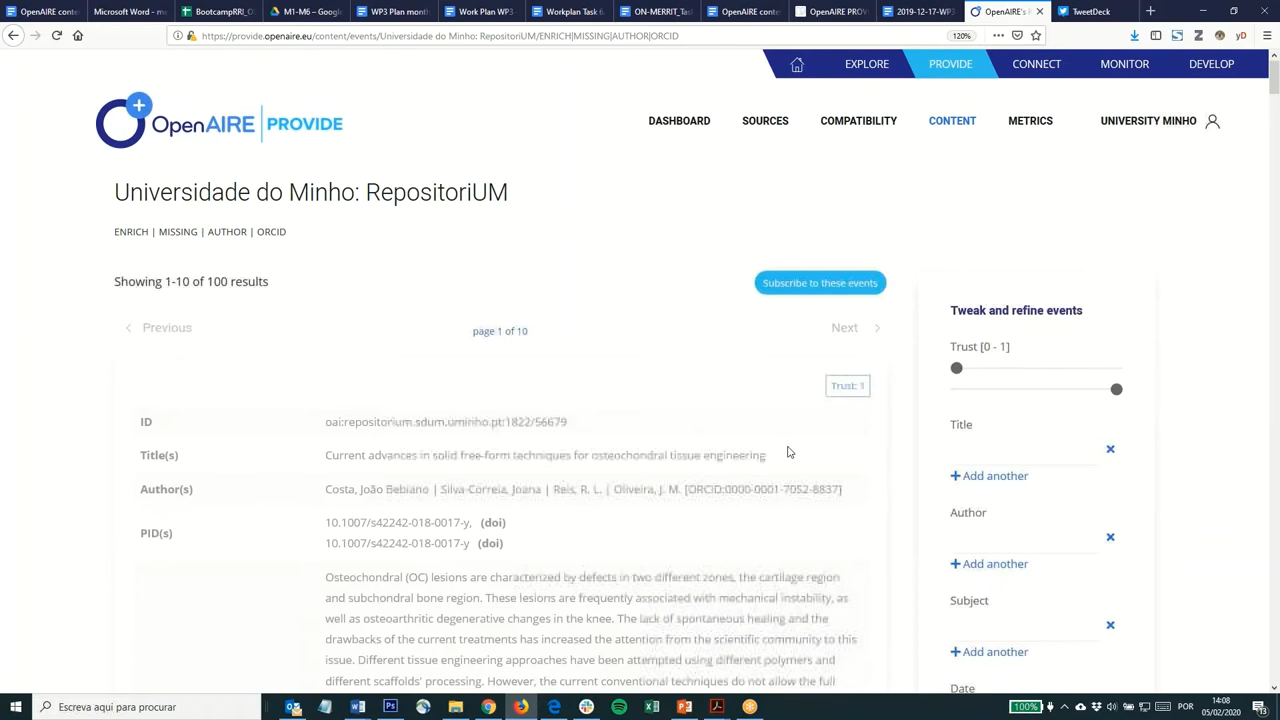 OpenAIRE conten
Microsoft Word - m
BootcampRRI_O
M1-M6 – Google
WP3 Plan month
Work Plan WP3
Workplan Task 6.
ON-MERRIT_Task
OpenAIRE conte
OpenAIRE PROV
2019-12-17-WP3
OpenAIRE's
TweetDeck
https://provide.openaire.eu/content/events/Universidade do Minho: RepositoriUM/ENRICH|MISSING|AUTHOR|ORCID
120%
EXPLORE
PROVIDE
CONNECT
MONITOR
DEVELOP
OpenAIRE PROVIDE
DASHBOARD
SOURCES
COMPATIBILITY
CONTENT
METRICS
UNIVERSITY MINHO
Universidade do Minho: RepositoriUM
ENRICH | MISSING | AUTHOR | ORCID
Showing 1-10 of 100 results
Subscribe to these events
Previous
page 1 of 10
Next
Trust: 1
ID
oai:repositorium.sdum.uminho.pt:1822/56679
Title(s)
Current advances in solid free-form techniques for osteochondral tissue engineering
Author(s)
Costa, João Bebiano | Silva-Correia, Joana | Reis, R. L. | Oliveira, J. M. [ORCID:0000-0001-7052-8837]
PID(s)
10.1007/s42242-018-0017-y, (doi)
10.1007/s42242-018-0017-y (doi)
Osteochondral (OC) lesions are characterized by defects in two different zones, the cartilage region
and subchondral bone region. These lesions are frequently associated with mechanical instability, as
well as osteoarthritic degenerative changes in the knee. The lack of spontaneous healing and the
drawbacks of the current treatments has increased the attention from the scientific community to this
issue. Different tissue engineering approaches have been attempted using different polymers and
different scaffolds' processing. However, the current conventional techniques do not allow the full
Tweak and refine events
Trust [0 - 1]
Title
+ Add another
Author
+ Add another
Subject
+ Add another
Date
Escreva aqui para procurar
100%
POR
14:08
05/02/2020
13